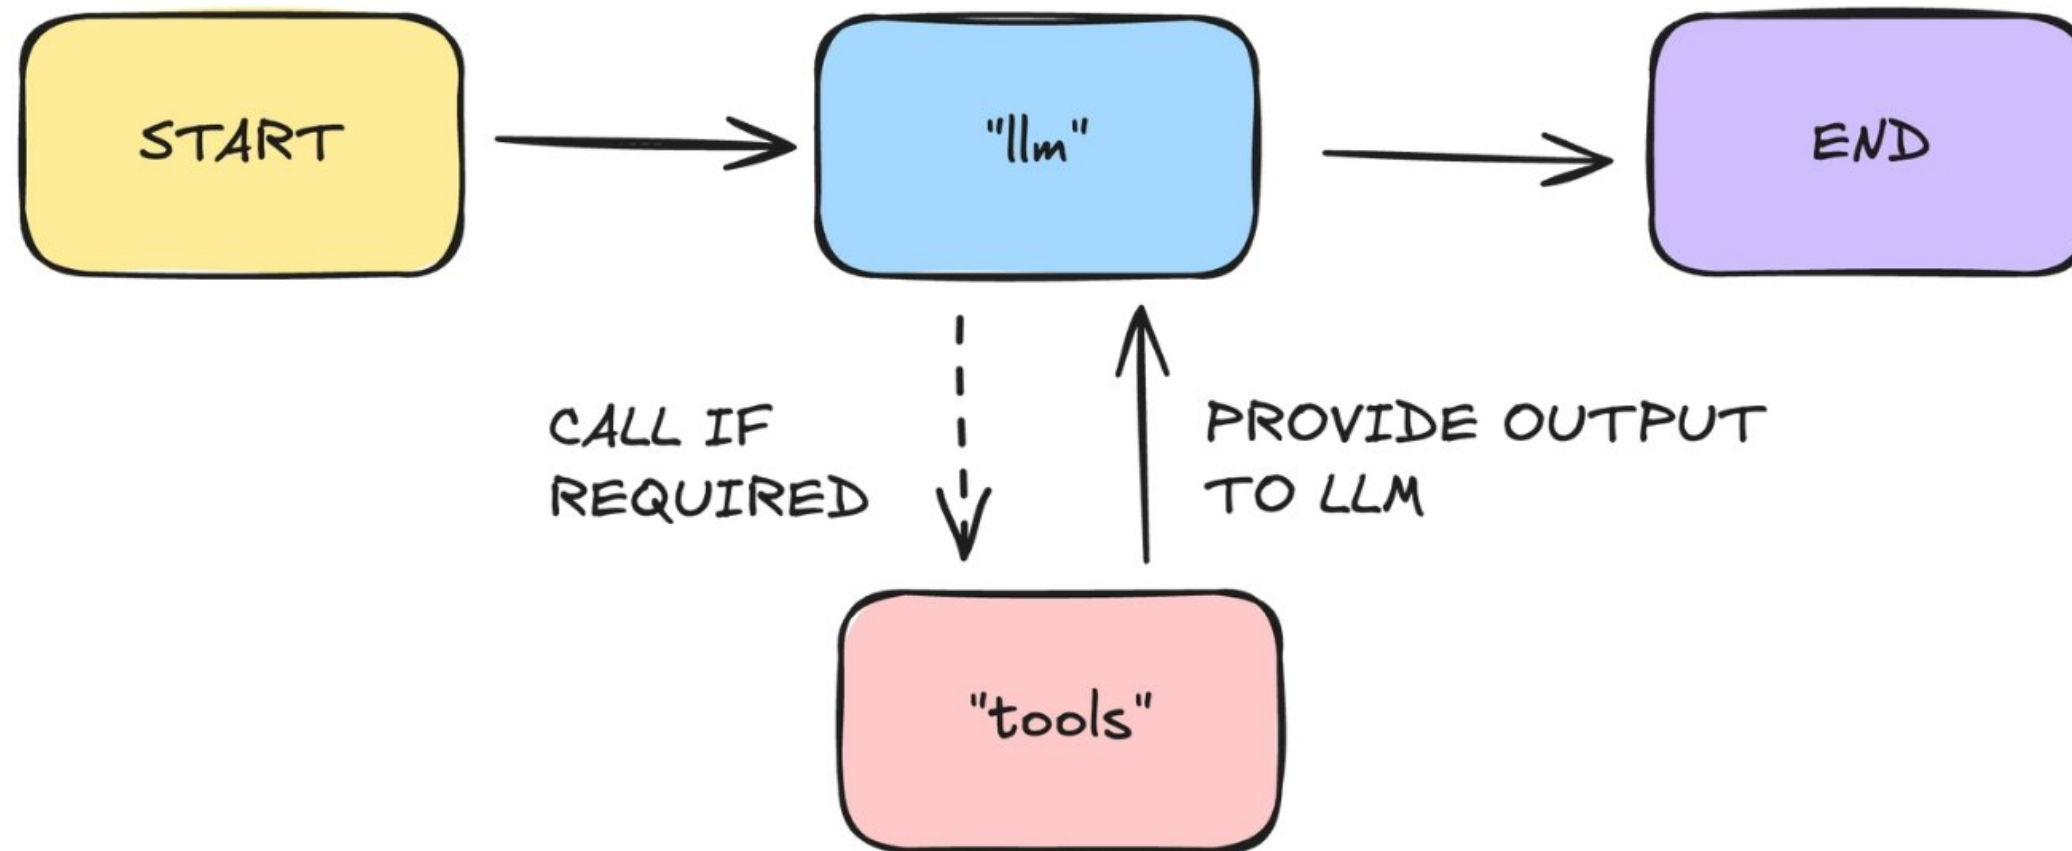 START
"llm"
END
CALL IF
REQUIRED
PROVIDE OUTPUT
TO LLM
"tools"